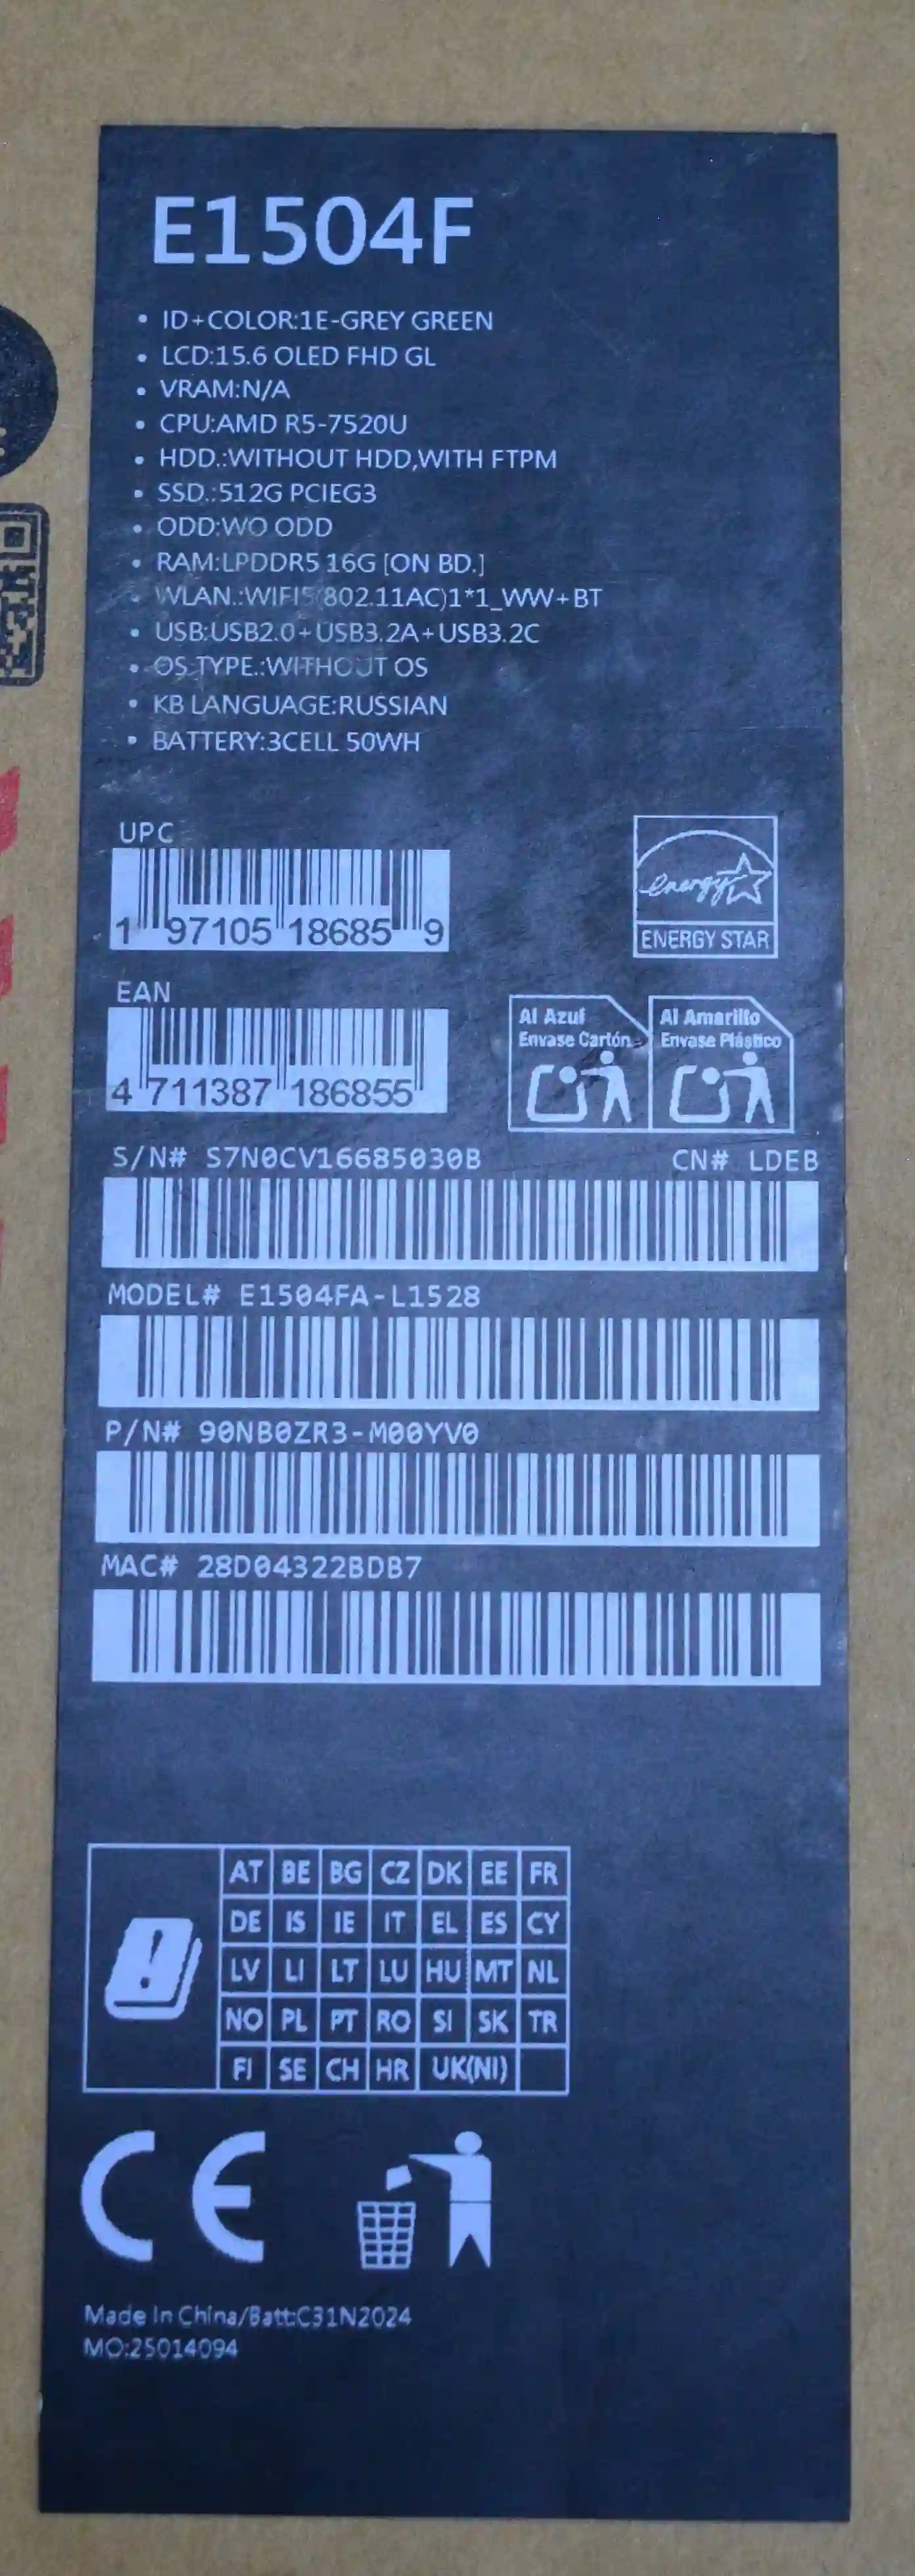 E1504F
• ID+COLOR:1E-GREY GREEN
• LCD:15.6 OLED FHD GL
• VRAM:N/A
• CPU:AMD R5-7520U
• HDD.:WITHOUT HDD,WITH FTPM
• SSD.:512G PCIEG3
• ODD:WO ODD
• RAM:LPDDR5 16G [ON BD.]
• WLAN.:WIFI5(802.11AC)1*1_WW+BT
• USB:USB2.0+USB3.2A+USB3.2C
• OS TYPE.:WITHOUT OS
• KB LANGUAGE:RUSSIAN
• BATTERY:3CELL 50WH
UPC
1 97105 18685 9
energy
ENERGY STAR
EAN
4 711387 186855
Al Azul
Envase Cartón
Al Amarillo
Envase Plástico
S/N# S7N0CV16685030B CN# LDEB
MODEL# E1504FA-L1528
P/N# 90NB0ZR3-M00YV0
MAC# 28D04322BDB7
AT BE BG CZ DK EE FR
DE IS IE IT EL ES CY
LV LI LT LU HU MT NL
NO PL PT RO SI SK TR
FI SE CH HR UK(NI)
CE
Made In China/Batt:C31N2024
MO:25014094